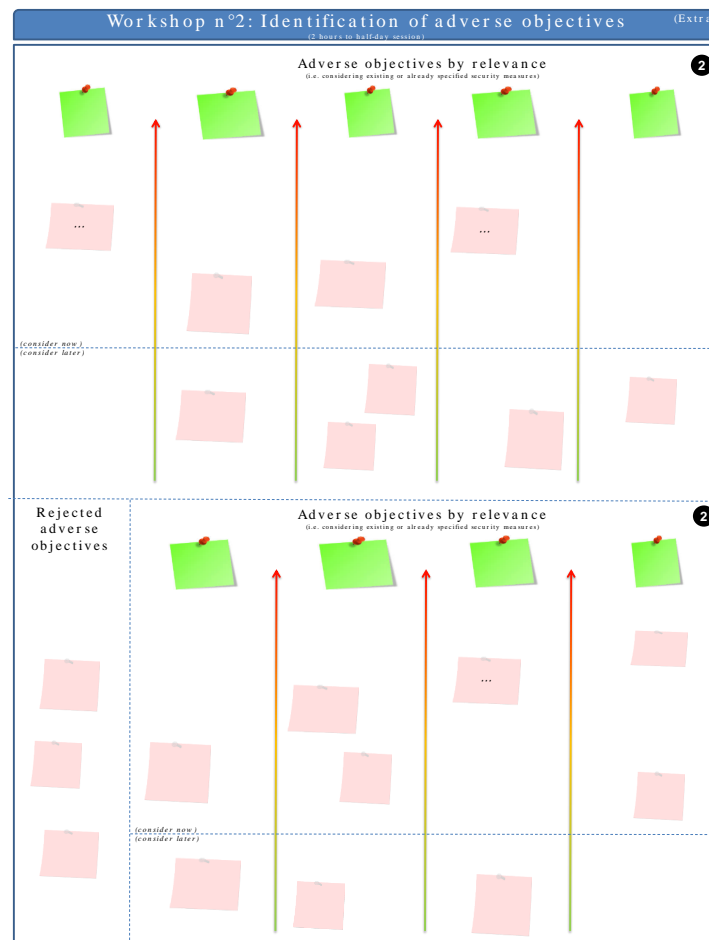 Workshop n°2: Identification of adverse objectives
(Extra
(2 hours to half-day session)
Adverse objectives by relevance
2
(i.e. considering existing or already specified security measures)
...
...
(consider now)
(consider later)
Rejected
adverse
objectives
Adverse objectives by relevance
2
(i.e. considering existing or already specified security measures)
...
(consider now)
(consider later)